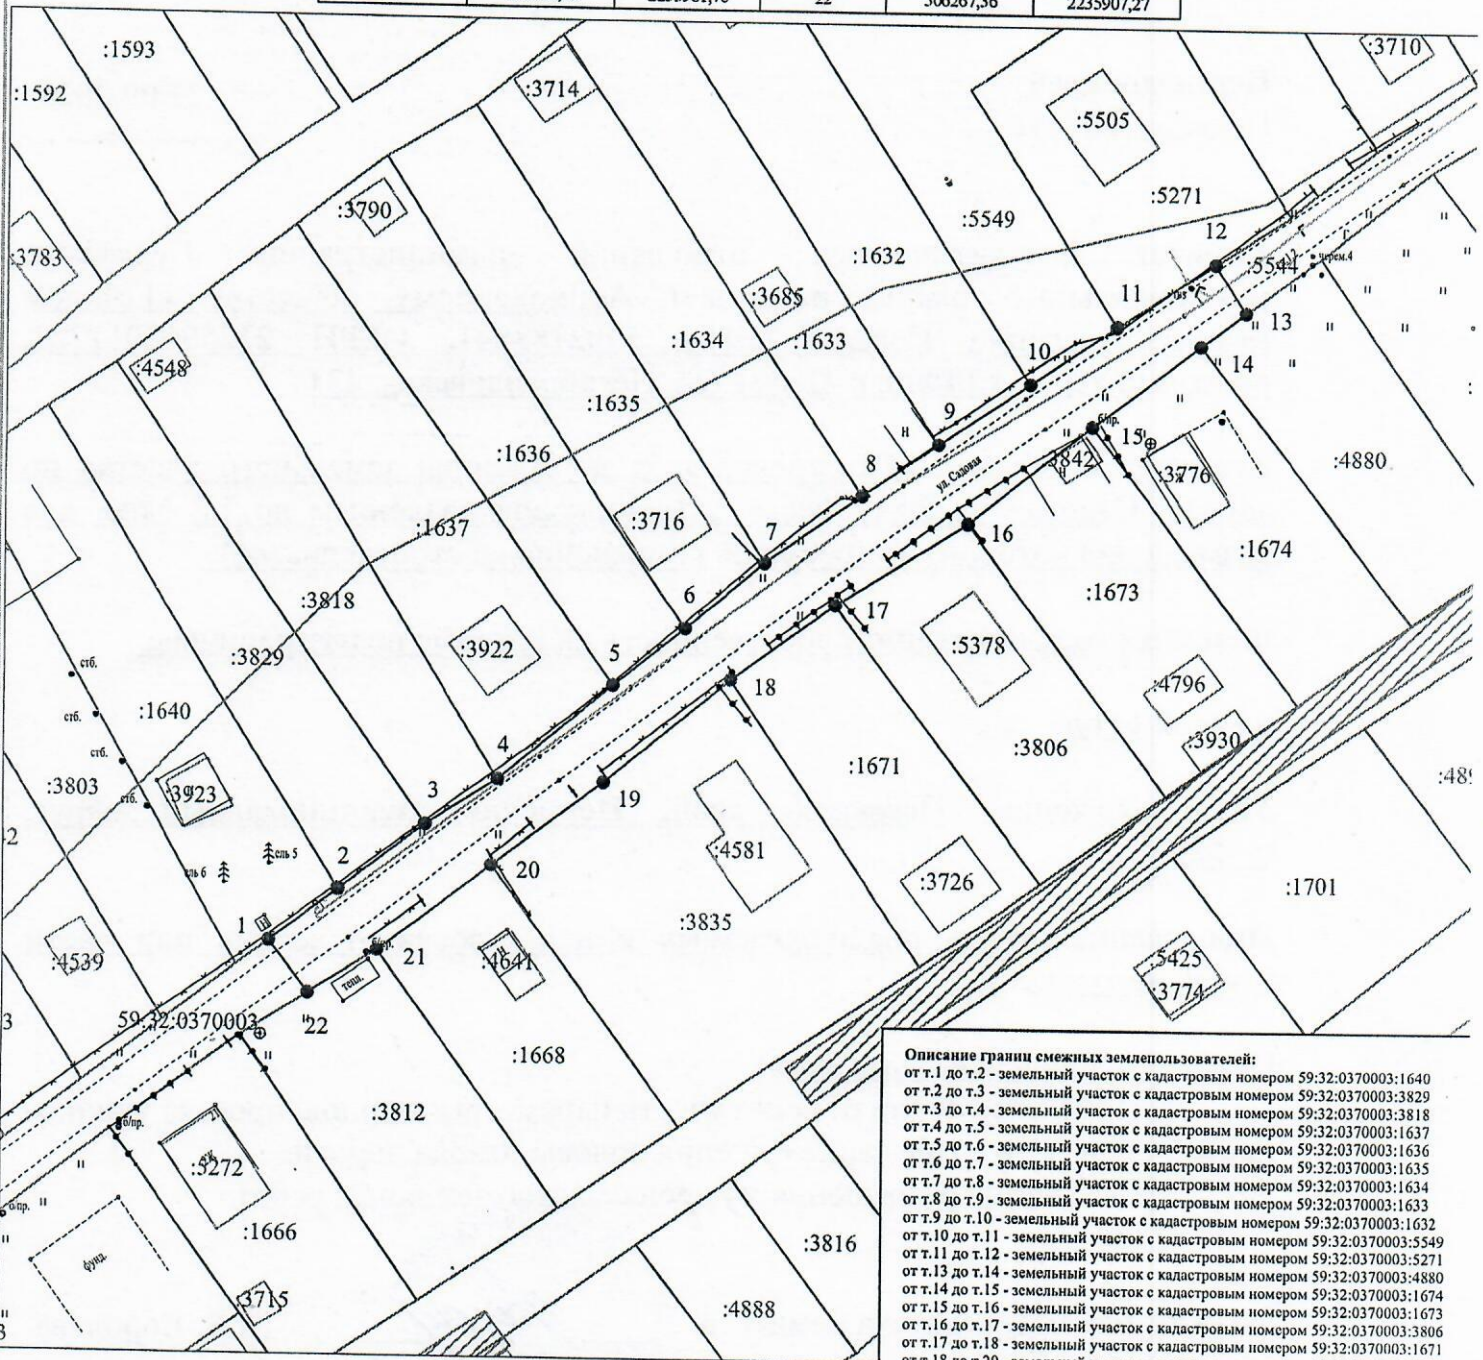 22
2235907,27
:1593
:3710
:1592
:3714
:5505
:3790
:5271
:5549
12
:3783
:1632
:5544
черем.4
:3685
11
13
:4548
:1634
:1633
10
14
:1635
9
б/пр.
15
:1636
8
ул. Садовая
:3842
:3776
:4880
:1637
:3716
7
16
:1674
:3818
6
17
:1673
:3829
:3922
5
:5378
стб.
18
:4796
стб.
:1640
4
:3806
:3930
стб.
:1671
:3803
:3923
3
19
стб.
:4581
ель 5
2
20
:3726
:1701
1
:3835
:4539
б/пр.
21
:4641
:5425
тепл.
:3774
59:32:0370003
22
:1668
:3812
б/пр.
:5272
б/пр.
:1666
:3816
фунд.
:3715
:4888
Описание границ смежных землепользователей:
от т.1 до т.2 - земельный участок с кадастровым номером 59:32:0370003:1640
от т.2 до т.3 - земельный участок с кадастровым номером 59:32:0370003:3829
от т.3 до т.4 - земельный участок с кадастровым номером 59:32:0370003:3818
от т.4 до т.5 - земельный участок с кадастровым номером 59:32:0370003:1637
от т.5 до т.6 - земельный участок с кадастровым номером 59:32:0370003:1636
от т.6 до т.7 - земельный участок с кадастровым номером 59:32:0370003:1635
от т.7 до т.8 - земельный участок с кадастровым номером 59:32:0370003:1634
от т.8 до т.9 - земельный участок с кадастровым номером 59:32:0370003:1633
от т.9 до т.10 - земельный участок с кадастровым номером 59:32:0370003:1632
от т.10 до т.11 - земельный участок с кадастровым номером 59:32:0370003:5549
от т.11 до т.12 - земельный участок с кадастровым номером 59:32:0370003:5271
от т.13 до т.14 - земельный участок с кадастровым номером 59:32:0370003:4880
от т.14 до т.15 - земельный участок с кадастровым номером 59:32:0370003:1674
от т.15 до т.16 - земельный участок с кадастровым номером 59:32:0370003:1673
от т.16 до т.17 - земельный участок с кадастровым номером 59:32:0370003:3806
от т.17 до т.18 - земельный участок с кадастровым номером 59:32:0370003:1671